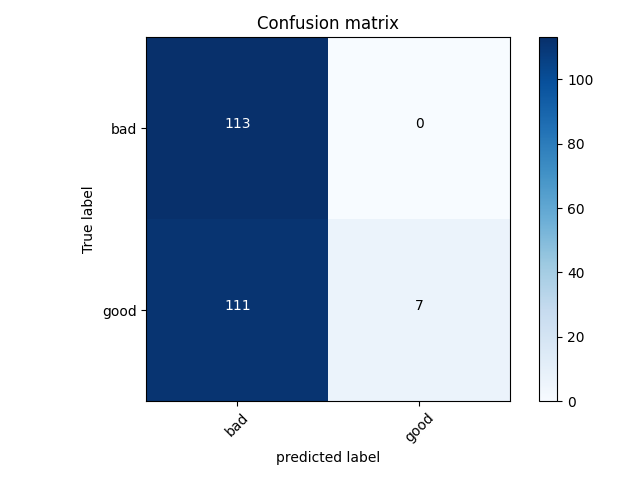 Confusion matrix
True label
bad
113
0
good
111
7
bad
good
predicted label
100
80
60
40
20
0